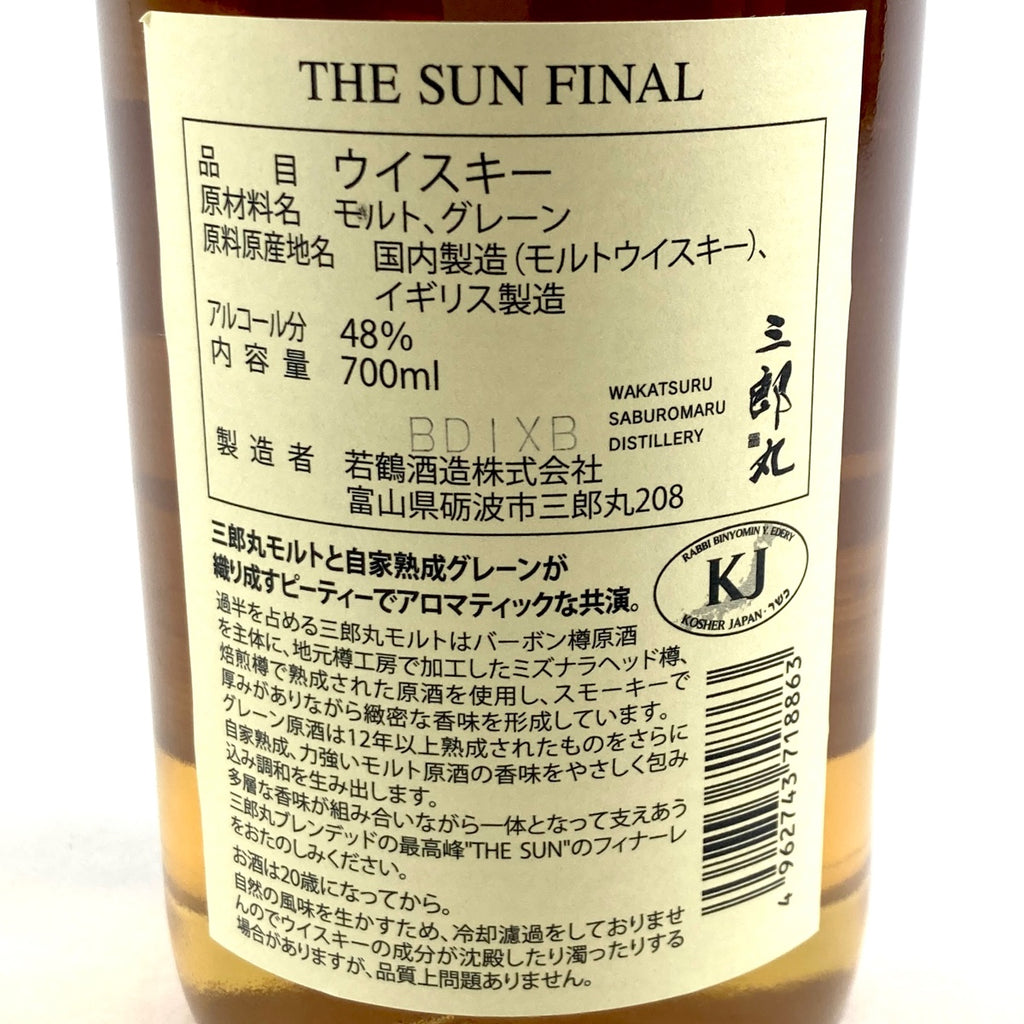 THE SUN FINAL
品目 ウイスキー
原材料名 モルト、グレーン
原料原産地名 国内製造（モルトウイスキー）、
イギリス製造
アルコール分 48%
内容量 700ml
BD1XB
製造者 若鶴酒造株式会社
富山県砺波市三郎丸208
WAKATSURU
SABUROMARU
DISTILLERY
三郎丸
三郎丸モルトと自家熟成グレーンが
織り成すピーティーでアロマティックな共演。
過半を占める三郎丸モルトはバーボン樽原酒
を主体に、地元樽工房で加工したミズナラヘッド樽、
焙煎樽で熟成された原酒を使用し、スモーキーで
厚みがありながら緻密な香味を形成しています。
グレーン原酒は12年以上熟成されたものをさらに
自家熟成、力強いモルト原酒の香味をやさしく包み
込み調和を生み出します。
多層な香味が組み合いながら一体となって支えあう
三郎丸ブレンデッドの最高峰"THE SUN"のフィナーレ
をおたのしみください。
お酒は20歳になってから。
自然の風味を生かすため、冷却濾過をしておりませ
んのでウイスキーの成分が沈殿したり濁ったりする
場合がありますが、品質上問題ありません。
RABBI BINYOMIN Y. EDERY
KJ
KOSHER JAPAN · כשר
4 962743 718863